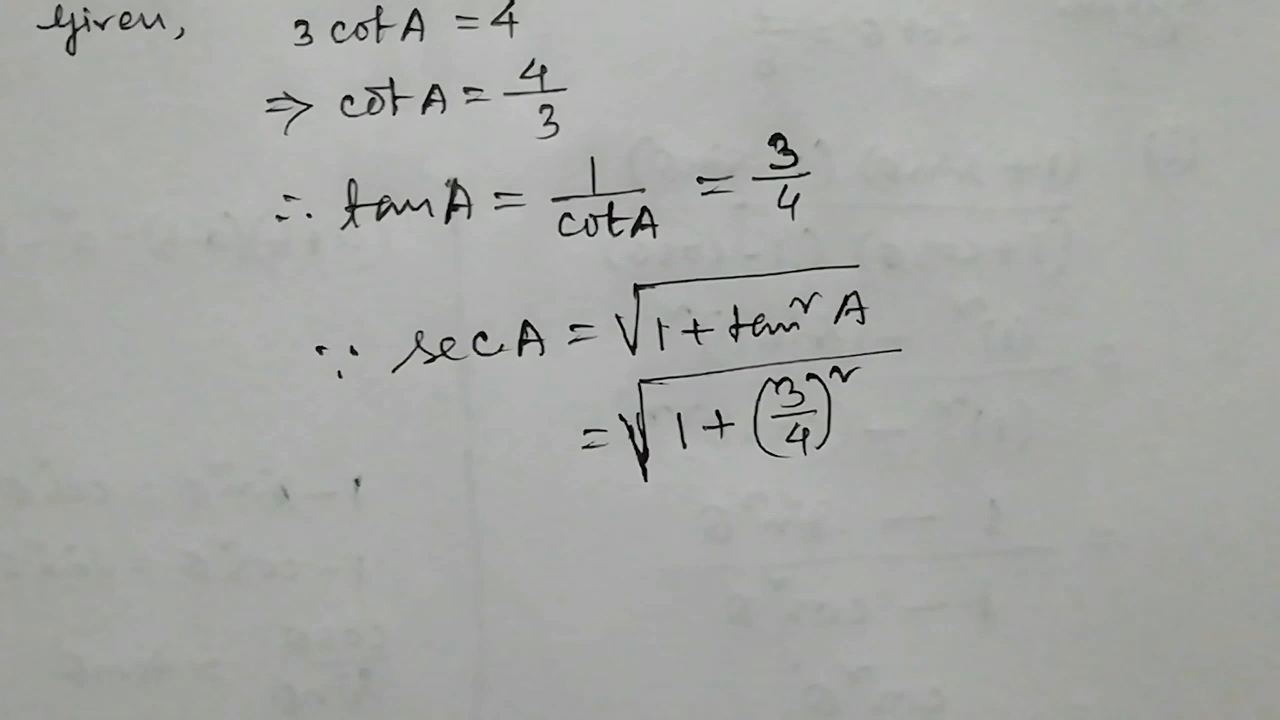 Given, 3 cot A = 4
⇒ cot A = 4/3
∴ tan A = 1/cot A = 3/4
∵ sec A = √(1 + tan² A)
= √(1 + (3/4)²)